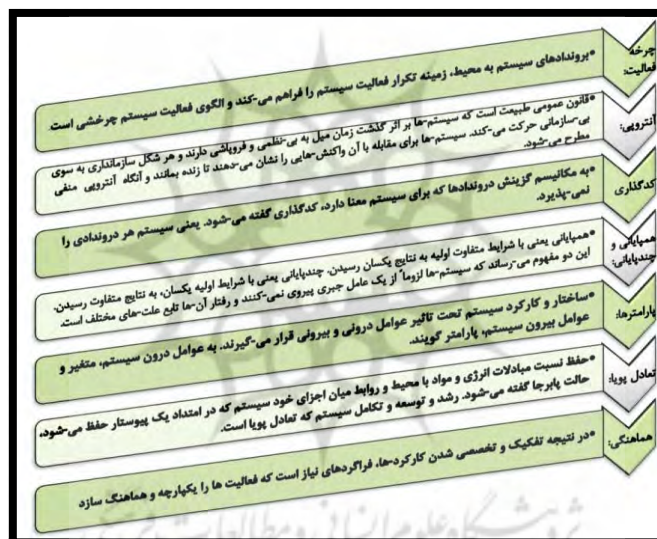 چرخه
فعالیت:
•برونداد‌های سیستم به محیط، زمینه تکرار فعالیت سیستم را فراهم می-کند و الگوی فعالیت سیستم چرخشی است.
آنتروپی:
•قانون عمومی طبیعت است که سیستم-ها بر اثر گذشت زمان میل به بی-نظمی و فروپاشی دارند و هر شکل سازمانداری به سوی
بی-سازمانی حرکت می-کند. سیستم-ها برای مقابله با آن واکنش-هایی را نشان می-دهند تا زنده بمانند و آنگاه آنتروپی منفی
مطرح می-شود.
کدگذاری
•به مکانیسم گزینش دروندادها که برای سیستم معنا دارد، کدگذاری گفته می-شود. یعنی سیستم هر دروندادی را
نمی-پذیرد.
همپایانی و
چندپایانی:
•همپایانی یعنی با شرایط متفاوت اولیه به نتایج یکسان رسیدن. چندپایانی یعنی با شرایط اولیه یکسان، به نتایج متفاوت رسیدن.
این دو مفهوم می-رساند که سیستم-ها لزوماً از یک عامل جبری پیروی نمی-کنند و رفتار آن-ها تابع علت-های مختلف است.
پارامترها:
•ساختار و کارکرد سیستم تحت تاثیر عوامل درونی و بیرونی قرار می-گیرند. به عوامل درون سیستم، متغیر و
عوامل بیرون سیستم، پارامتر گویند.
تعادل پویا:
•حفظ نسبت مبادلات انرژی و مواد با محیط و روابط میان اجزای خود سیستم که در امتداد یک پیوستار حفظ می-شود،
حالت پابرجا گفته می-شود. رشد و توسعه و تکامل سیستم که تعادل پویا است.
هماهنگی:
•در نتیجه تفکیک و تخصصی شدن کارکرد-ها، فراگردهای نیاز است که فعالیت ها را یکپارچه و هماهنگ سازد
پژوهشگاه علوم انسانی و مطالعات فرهنگی